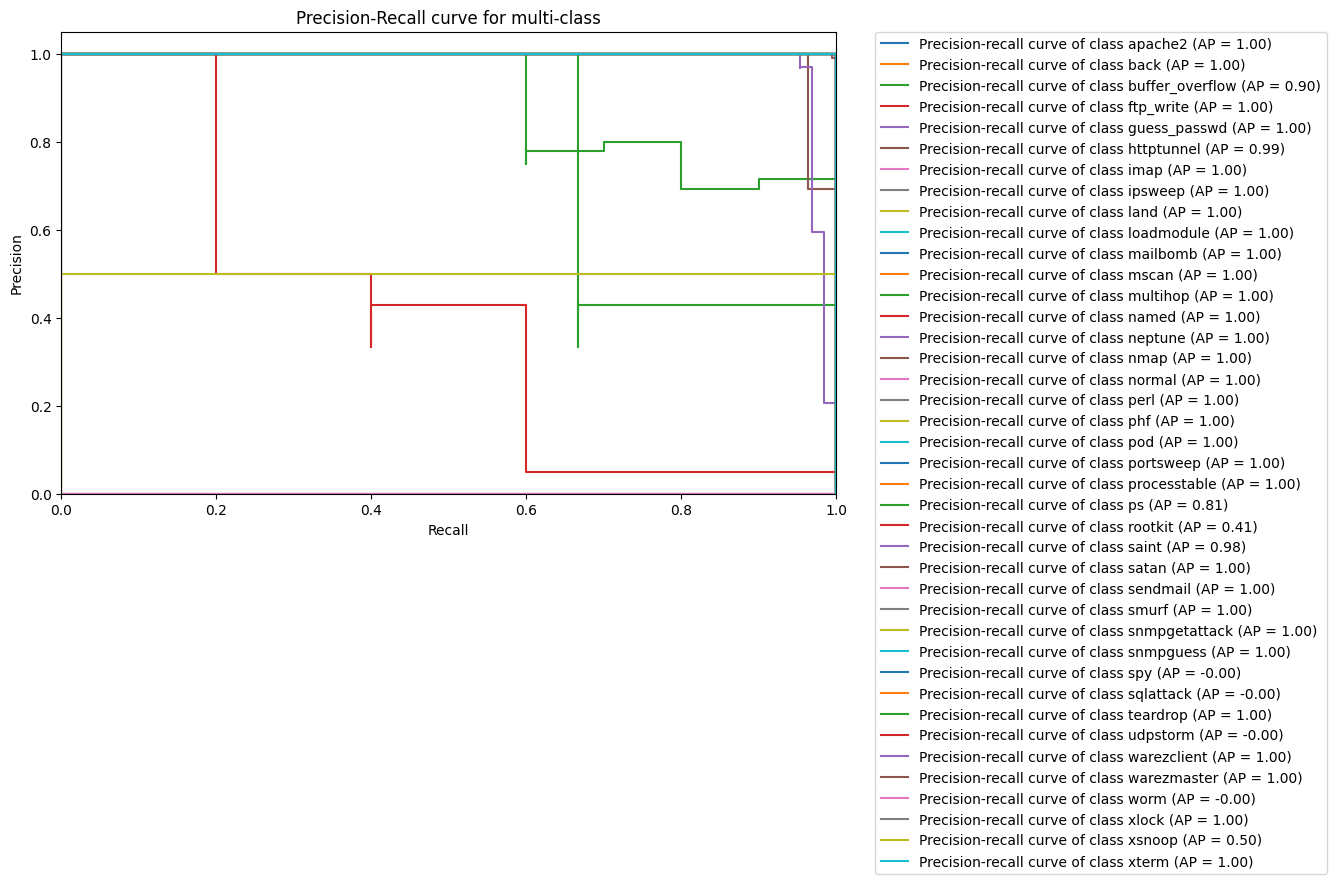 Precision-Recall curve for multi-class
1.0
0.8
0.6
0.4
0.2
0.0
Precision
0.0 0.2 0.4 0.6 0.8 1.0
Recall
Precision-recall curve of class apache2 (AP = 1.00)
Precision-recall curve of class back (AP = 1.00)
Precision-recall curve of class buffer_overflow (AP = 0.90)
Precision-recall curve of class ftp_write (AP = 1.00)
Precision-recall curve of class guess_passwd (AP = 1.00)
Precision-recall curve of class httptunnel (AP = 0.99)
Precision-recall curve of class imap (AP = 1.00)
Precision-recall curve of class ipsweep (AP = 1.00)
Precision-recall curve of class land (AP = 1.00)
Precision-recall curve of class loadmodule (AP = 1.00)
Precision-recall curve of class mailbomb (AP = 1.00)
Precision-recall curve of class mscan (AP = 1.00)
Precision-recall curve of class multihop (AP = 1.00)
Precision-recall curve of class named (AP = 1.00)
Precision-recall curve of class neptune (AP = 1.00)
Precision-recall curve of class nmap (AP = 1.00)
Precision-recall curve of class normal (AP = 1.00)
Precision-recall curve of class perl (AP = 1.00)
Precision-recall curve of class phf (AP = 1.00)
Precision-recall curve of class pod (AP = 1.00)
Precision-recall curve of class portsweep (AP = 1.00)
Precision-recall curve of class processtable (AP = 1.00)
Precision-recall curve of class ps (AP = 0.81)
Precision-recall curve of class rootkit (AP = 0.41)
Precision-recall curve of class saint (AP = 0.98)
Precision-recall curve of class satan (AP = 1.00)
Precision-recall curve of class sendmail (AP = 1.00)
Precision-recall curve of class smurf (AP = 1.00)
Precision-recall curve of class snmpgetattack (AP = 1.00)
Precision-recall curve of class snmpguess (AP = 1.00)
Precision-recall curve of class spy (AP = -0.00)
Precision-recall curve of class sqlattack (AP = -0.00)
Precision-recall curve of class teardrop (AP = 1.00)
Precision-recall curve of class udpstorm (AP = -0.00)
Precision-recall curve of class warezclient (AP = 1.00)
Precision-recall curve of class warezmaster (AP = 1.00)
Precision-recall curve of class worm (AP = -0.00)
Precision-recall curve of class xlock (AP = 1.00)
Precision-recall curve of class xsnoop (AP = 0.50)
Precision-recall curve of class xterm (AP = 1.00)